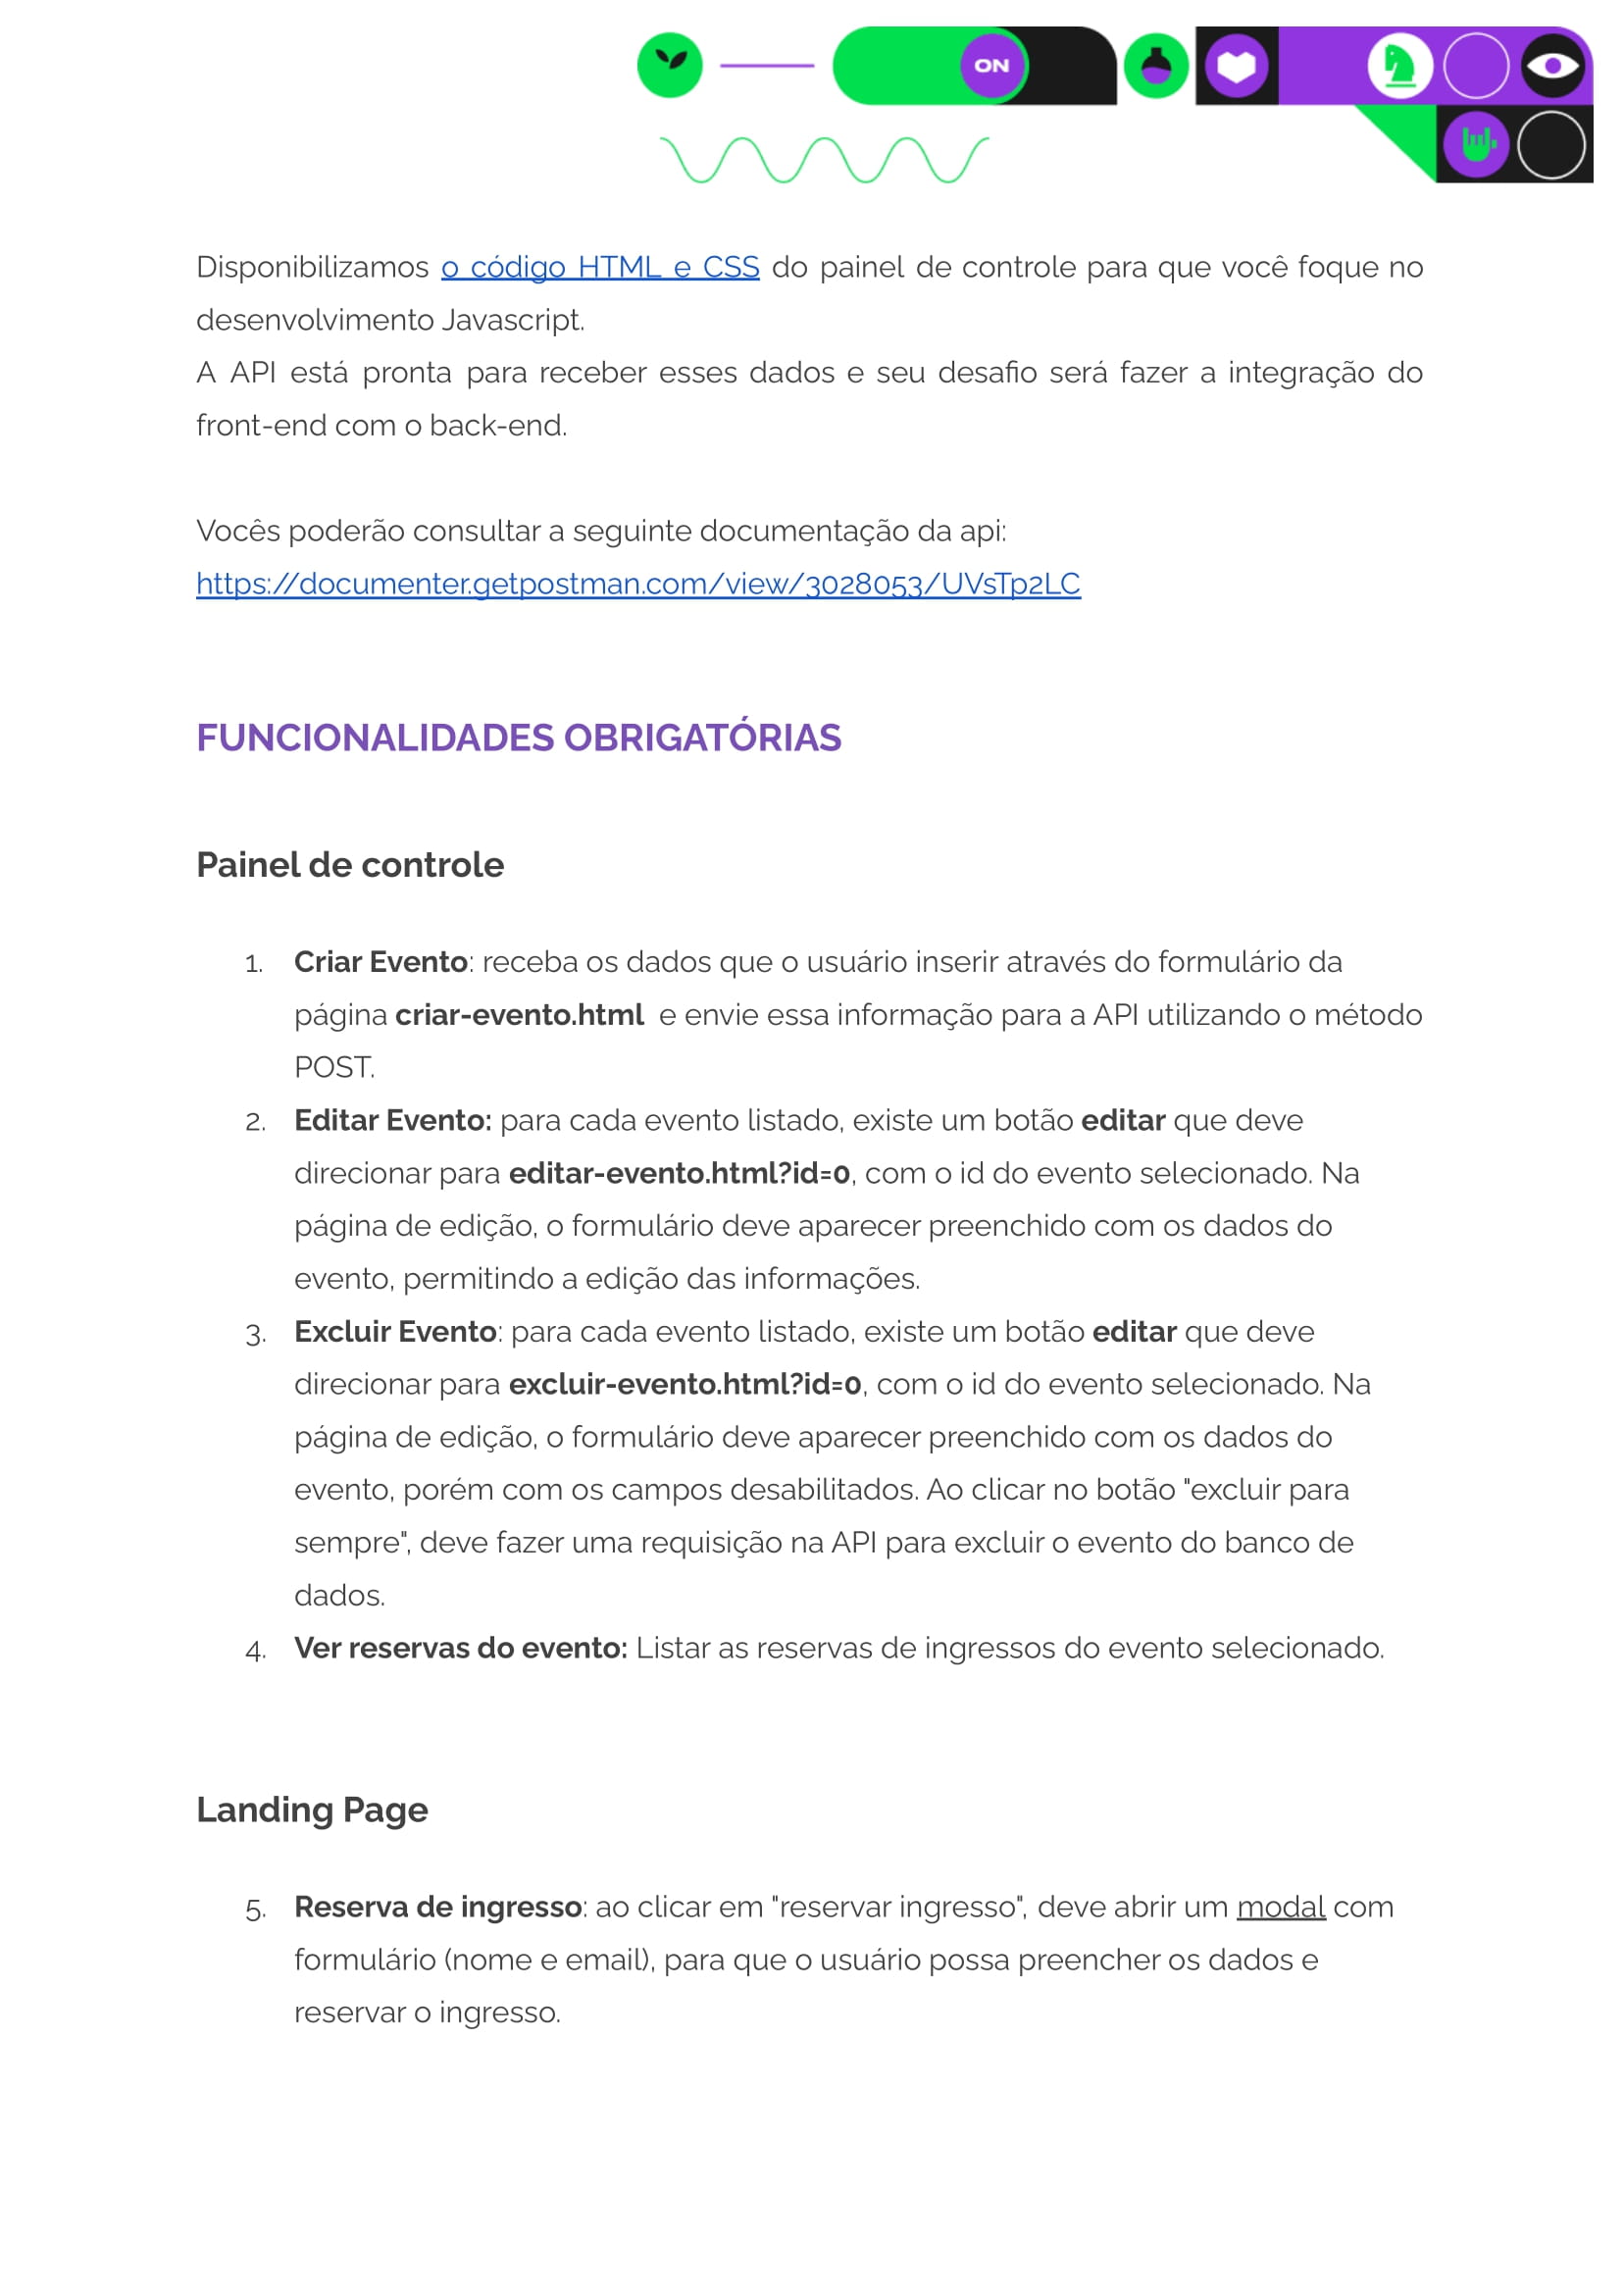 ON
Disponibilizamos o código HTML e CSS do painel de controle para que você foque no
desenvolvimento Javascript.
A API está pronta para receber esses dados e seu desafio será fazer a integração do
front-end com o back-end.
Vocês poderão consultar a seguinte documentação da api:
https://documenter.getpostman.com/view/3028053/UVsTp2LC
FUNCIONALIDADES OBRIGATÓRIAS
Painel de controle
1. Criar Evento: receba os dados que o usuário inserir através do formulário da
página criar-evento.html e envie essa informação para a API utilizando o método
POST.
2. Editar Evento: para cada evento listado, existe um botão editar que deve
direcionar para editar-evento.html?id=0, com o id do evento selecionado. Na
página de edição, o formulário deve aparecer preenchido com os dados do
evento, permitindo a edição das informações.
3. Excluir Evento: para cada evento listado, existe um botão editar que deve
direcionar para excluir-evento.html?id=0, com o id do evento selecionado. Na
página de edição, o formulário deve aparecer preenchido com os dados do
evento, porém com os campos desabilitados. Ao clicar no botão "excluir para
sempre", deve fazer uma requisição na API para excluir o evento do banco de
dados.
4. Ver reservas do evento: Listar as reservas de ingressos do evento selecionado.
Landing Page
5. Reserva de ingresso: ao clicar em "reservar ingresso", deve abrir um modal com
formulário (nome e email), para que o usuário possa preencher os dados e
reservar o ingresso.